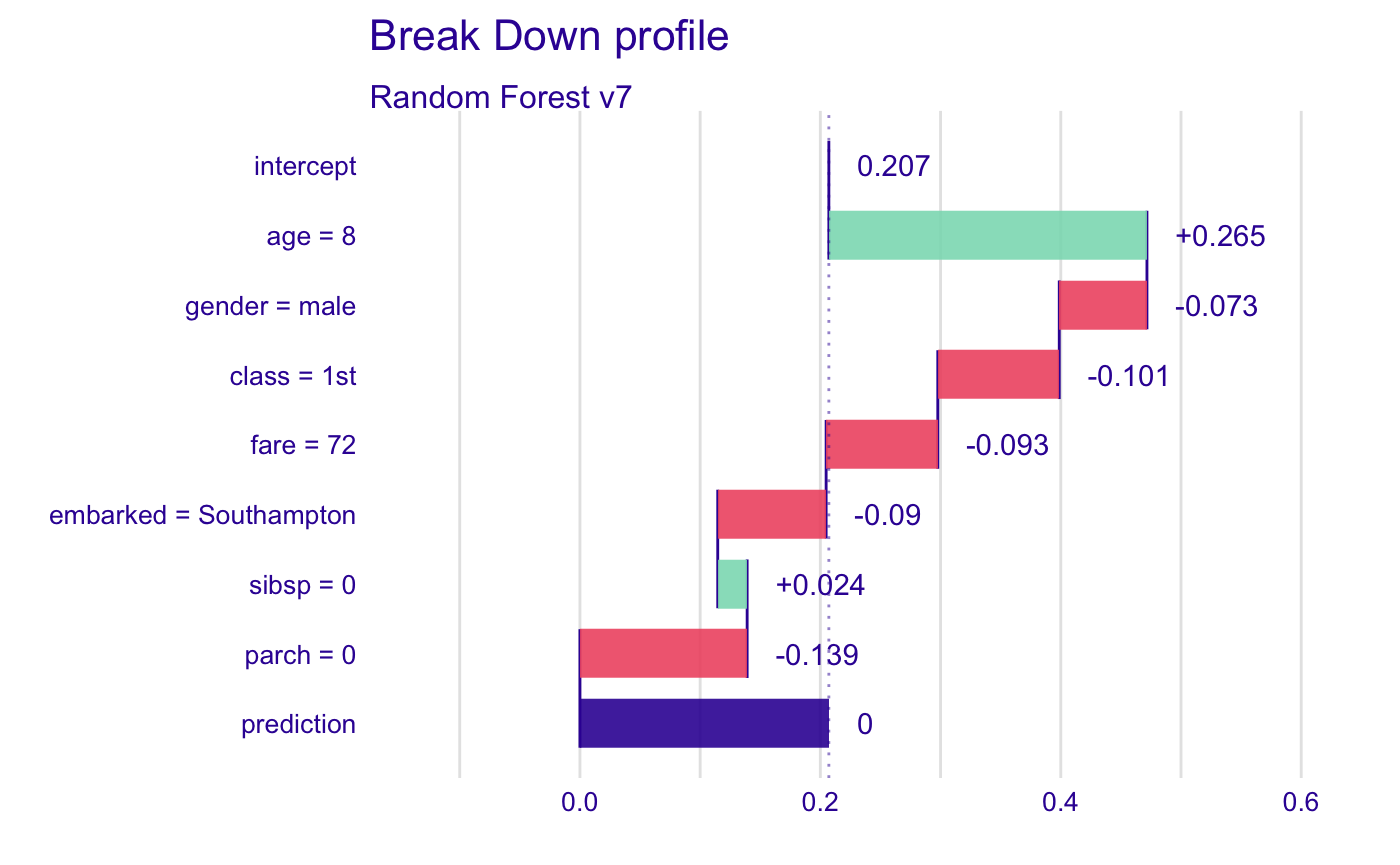 Break Down profile
Random Forest v7
intercept 0.207
age = 8 +0.265
gender = male -0.073
class = 1st -0.101
fare = 72 -0.093
embarked = Southampton -0.09
sibsp = 0 +0.024
parch = 0 -0.139
prediction 0
0.0 0.2 0.4 0.6